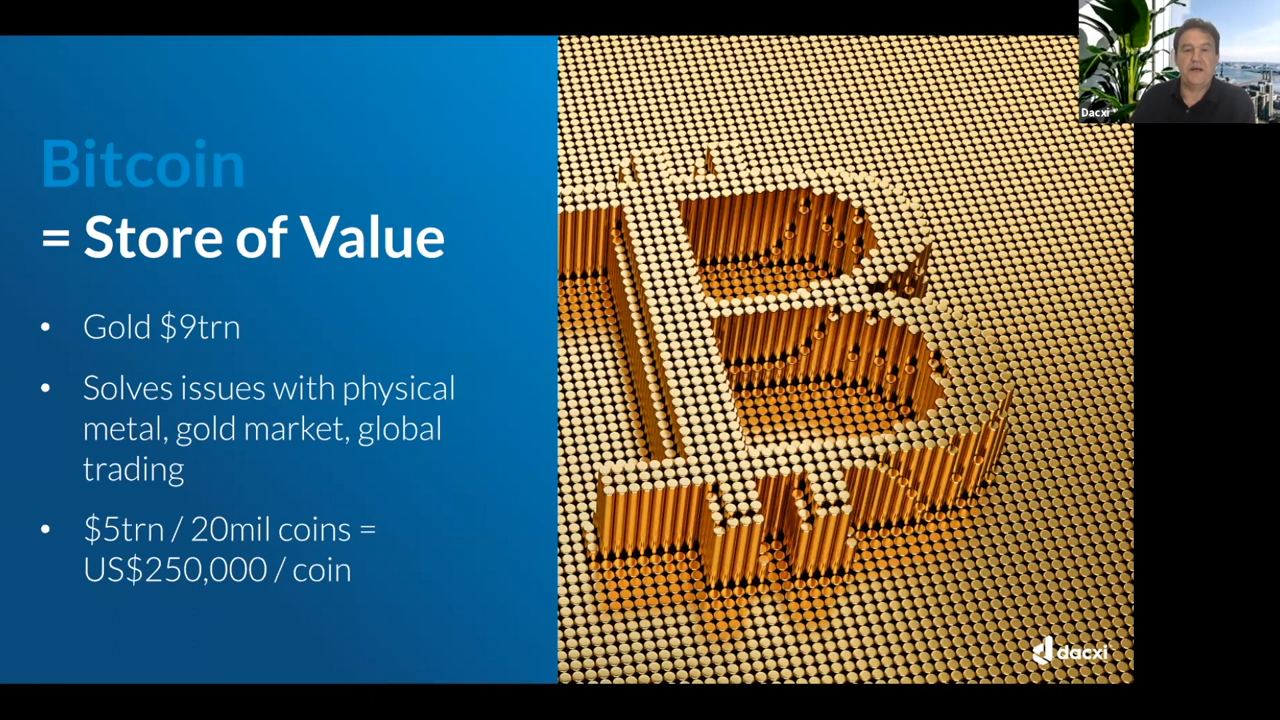 Dacxi
Bitcoin
= Store of Value
• Gold $9trn
• Solves issues with physical
metal, gold market, global
trading
• $5trn / 20mil coins =
US$250,000 / coin
dacxi